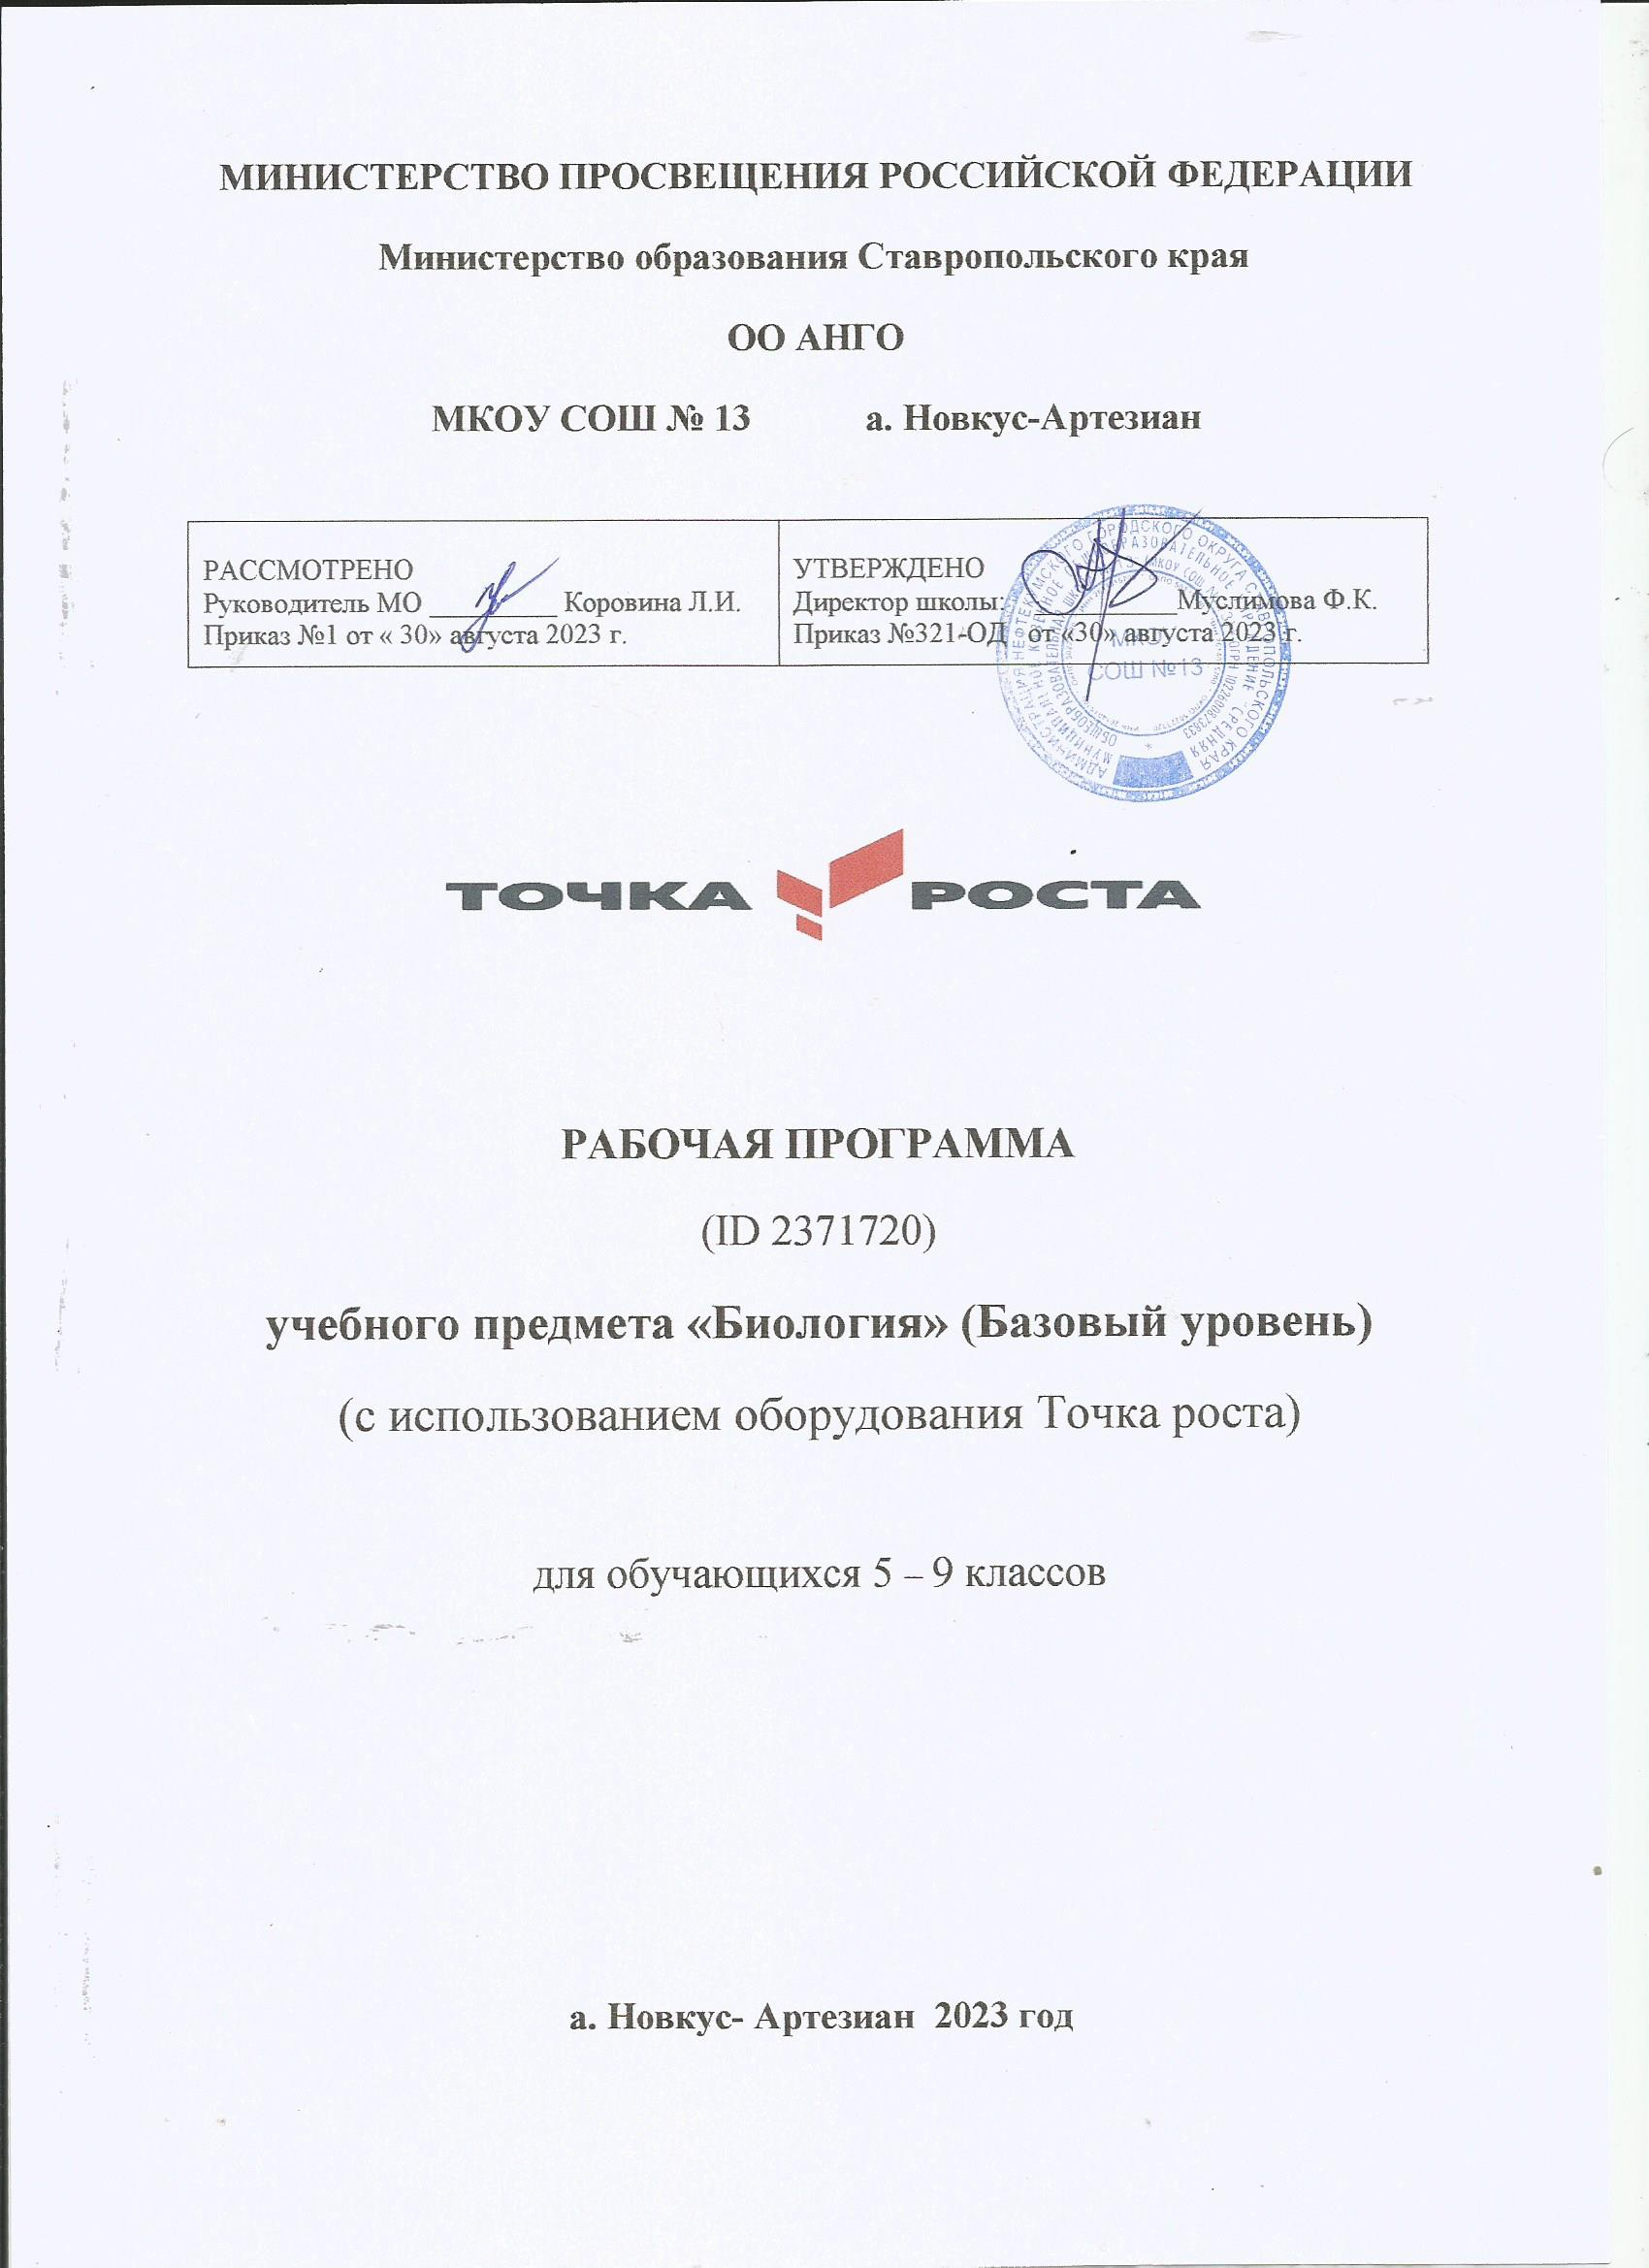 МИНИСТЕРСТВО ПРОСВЕЩЕНИЯ РОССИЙСКОЙ ФЕДЕРАЦИИ
Министерство образования Ставропольского края
ОО АНГО
МКОУ СОШ № 13 а. Новкус-Артезиан
РАССМОТРЕНО
Руководитель МО __________ Коровина Л.И.
Приказ №1 от « 30» августа 2023 г.
УТВЕРЖДЕНО
Директор школы: ____________Муслимова Ф.К.
Приказ №321-ОД от «30» августа 2023 г.
МКОУ
СОШ №13
ТОЧКА РОСТА
РАБОЧАЯ ПРОГРАММА
(ID 2371720)
учебного предмета «Биология» (Базовый уровень)
(с использованием оборудования Точка роста)
для обучающихся 5 – 9 классов
а. Новкус- Артезиан 2023 год